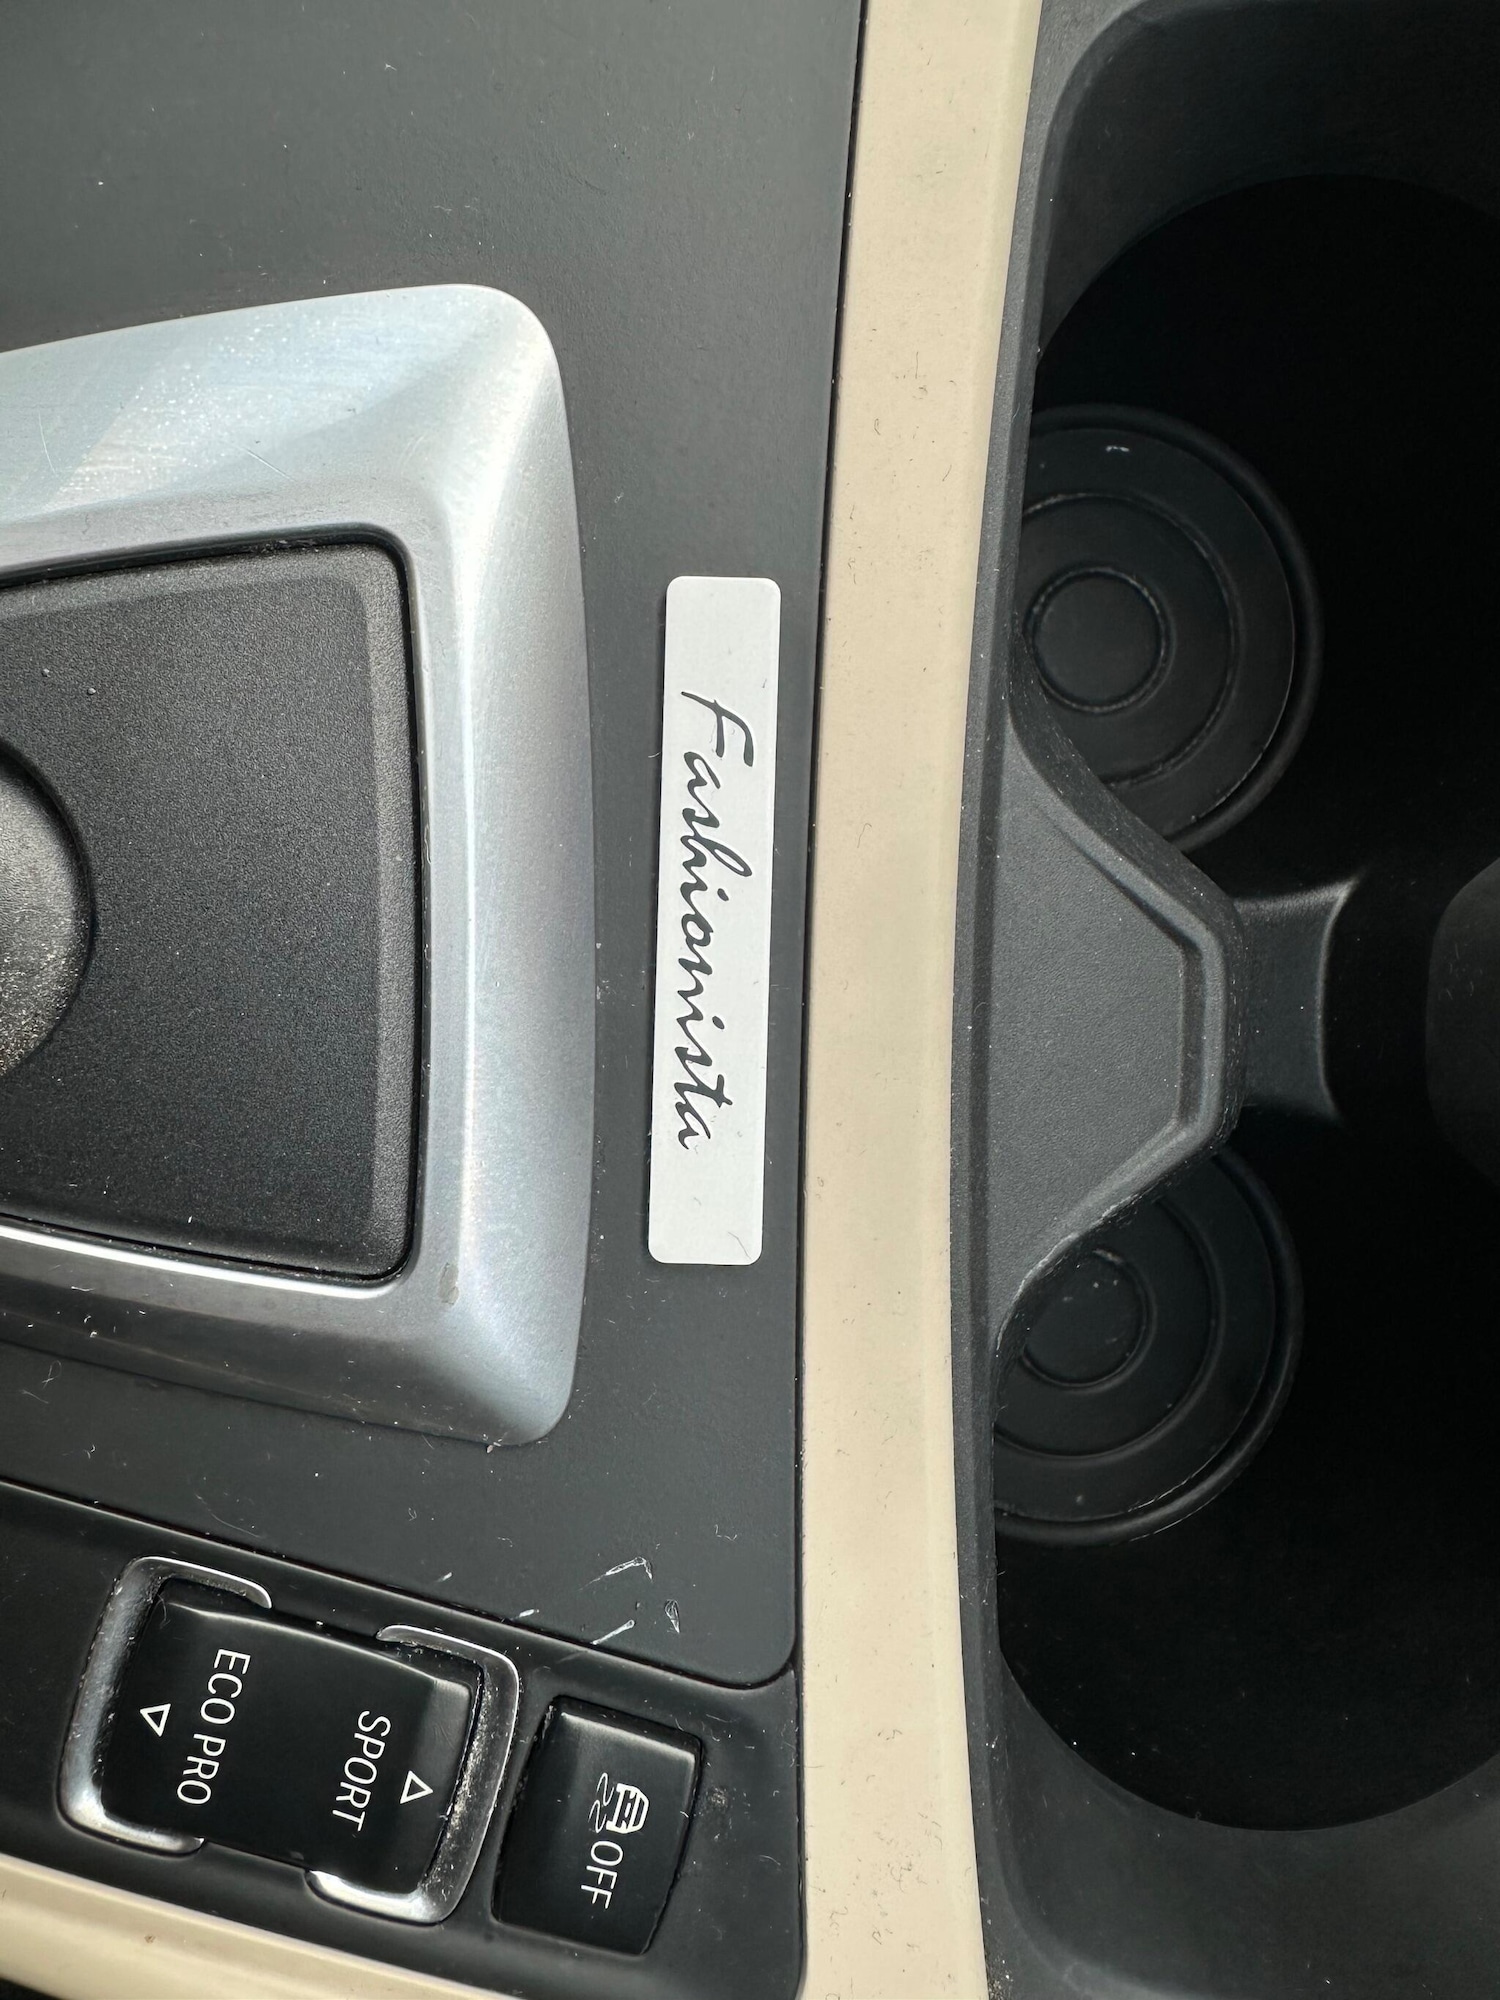 Fashionista
SPORT
ECO PRO
OFF